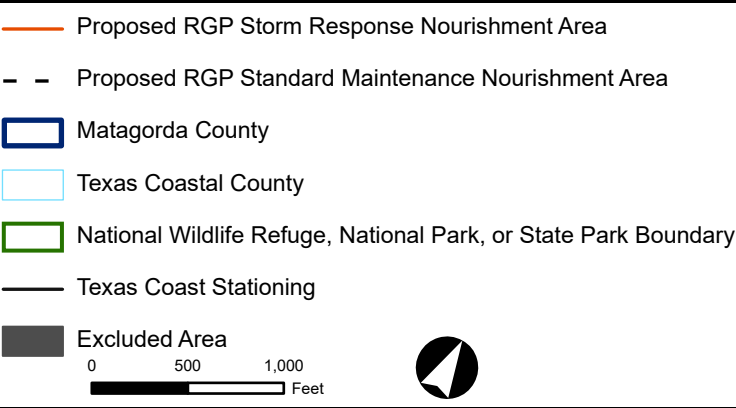 Proposed RGP Storm Response Nourishment Area
Proposed RGP Standard Maintenance Nourishment Area
Matagorda County
Texas Coastal County
National Wildlife Refuge, National Park, or State Park Boundary
Texas Coast Stationing
Excluded Area
0 500 1,000
Feet